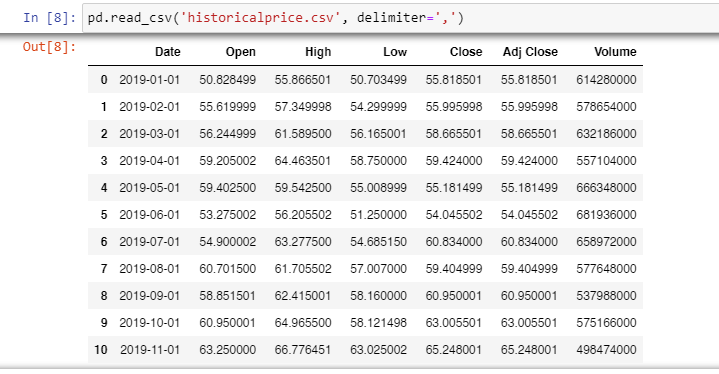 In [8]: pd.read_csv('historicalprice.csv', delimiter=',')
Out[8]:
Date Open High Low Close Adj Close Volume
0 2019-01-01 50.828499 55.866501 50.703499 55.818501 55.818501 614280000
1 2019-02-01 55.619999 57.349998 54.299999 55.995998 55.995998 578654000
2 2019-03-01 56.244999 61.589500 56.165001 58.665501 58.665501 632186000
3 2019-04-01 59.205002 64.463501 58.750000 59.424000 59.424000 557104000
4 2019-05-01 59.402500 59.542500 55.008999 55.181499 55.181499 666348000
5 2019-06-01 53.275002 56.205502 51.250000 54.045502 54.045502 681936000
6 2019-07-01 54.900002 63.277500 54.685150 60.834000 60.834000 658972000
7 2019-08-01 60.701500 61.705502 57.007000 59.404999 59.404999 577648000
8 2019-09-01 58.851501 62.415001 58.160000 60.950001 60.950001 537988000
9 2019-10-01 60.950001 64.965500 58.121498 63.005501 63.005501 575166000
10 2019-11-01 63.250000 66.776451 63.025002 65.248001 65.248001 498474000